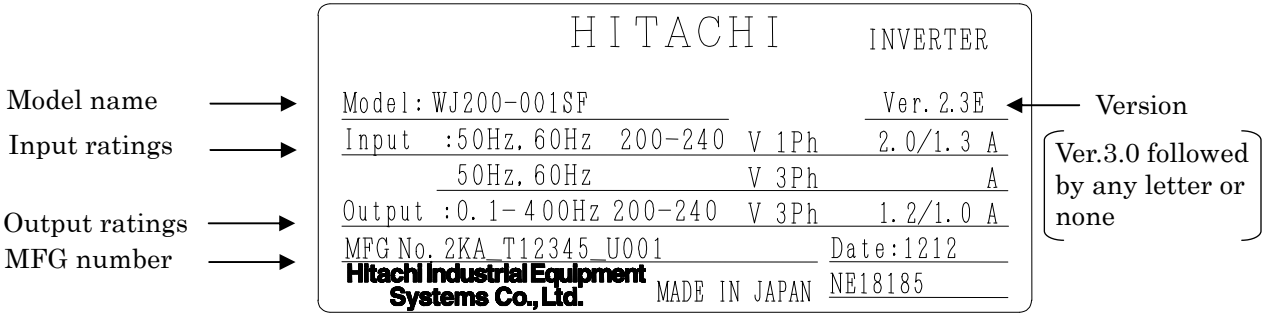 HITACHI INVERTER
Model name Model: WJ200-001SF Ver. 2.3E Version
Input ratings Input :50Hz, 60Hz 200-240 V 1Ph 2.0/1.3 A
50Hz, 60Hz V 3Ph A
Ver.3.0 followed
by any letter or
none
Output ratings Output :0.1-400Hz 200-240 V 3Ph 1.2/1.0 A
MFG number MFG No. 2KA_T12345_U001 Date:1212
Hitachi Industrial Equipment
Systems Co., Ltd. MADE IN JAPAN NE18185